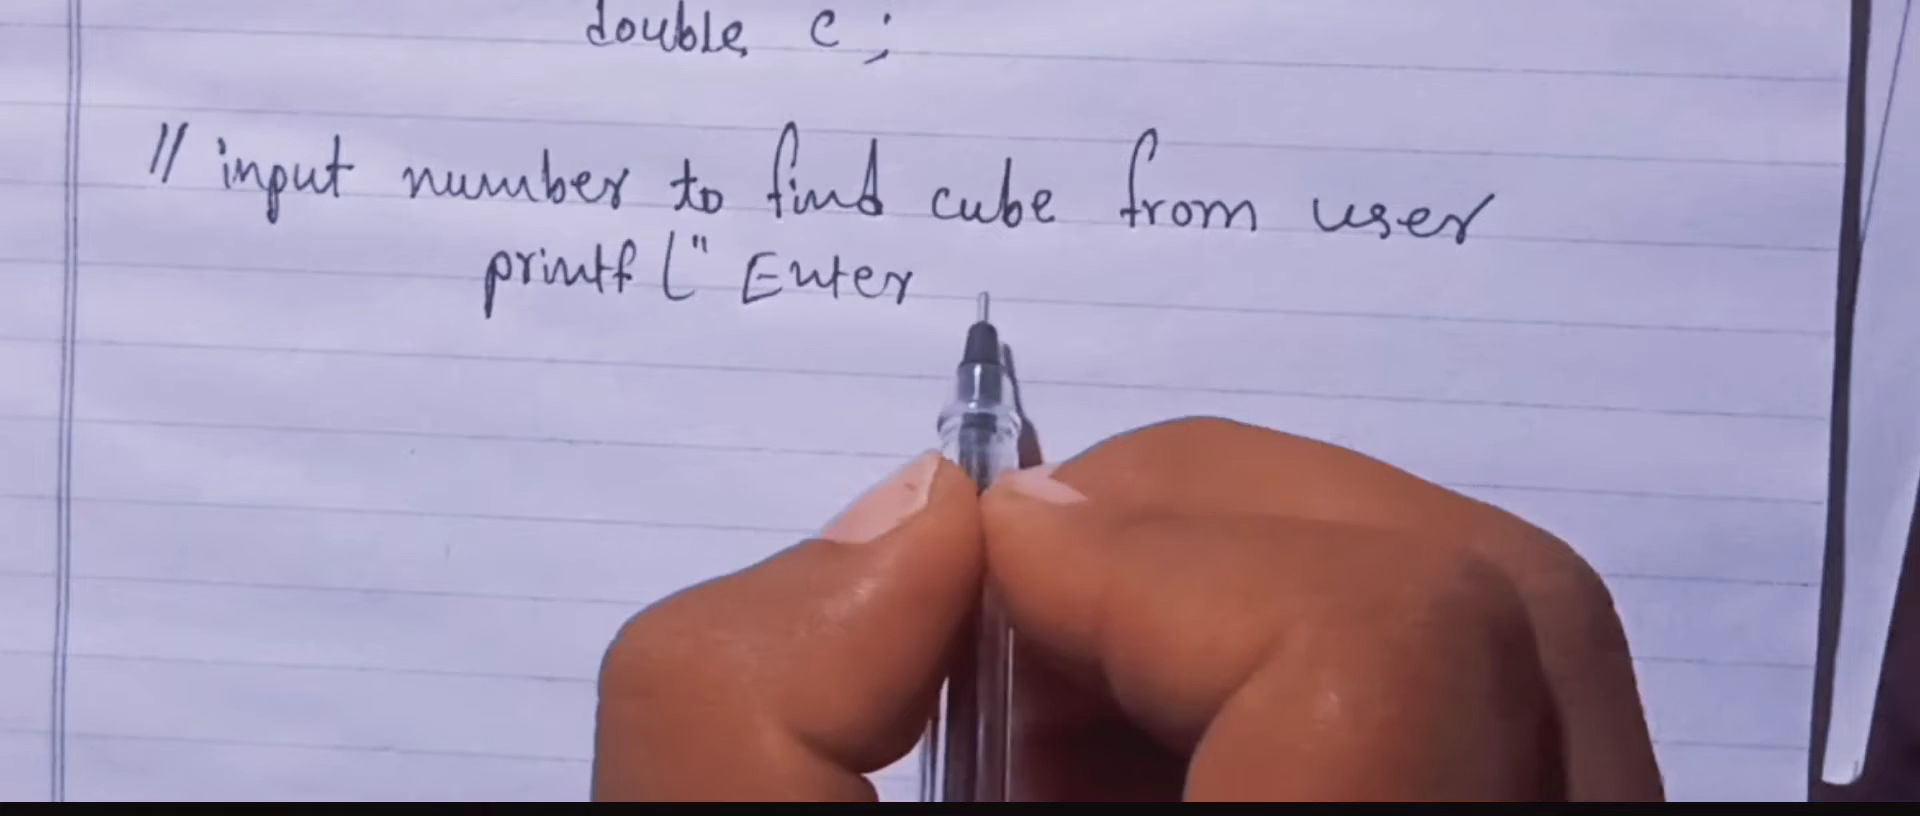 double c;
// input number to find cube from user
printf (" Enter